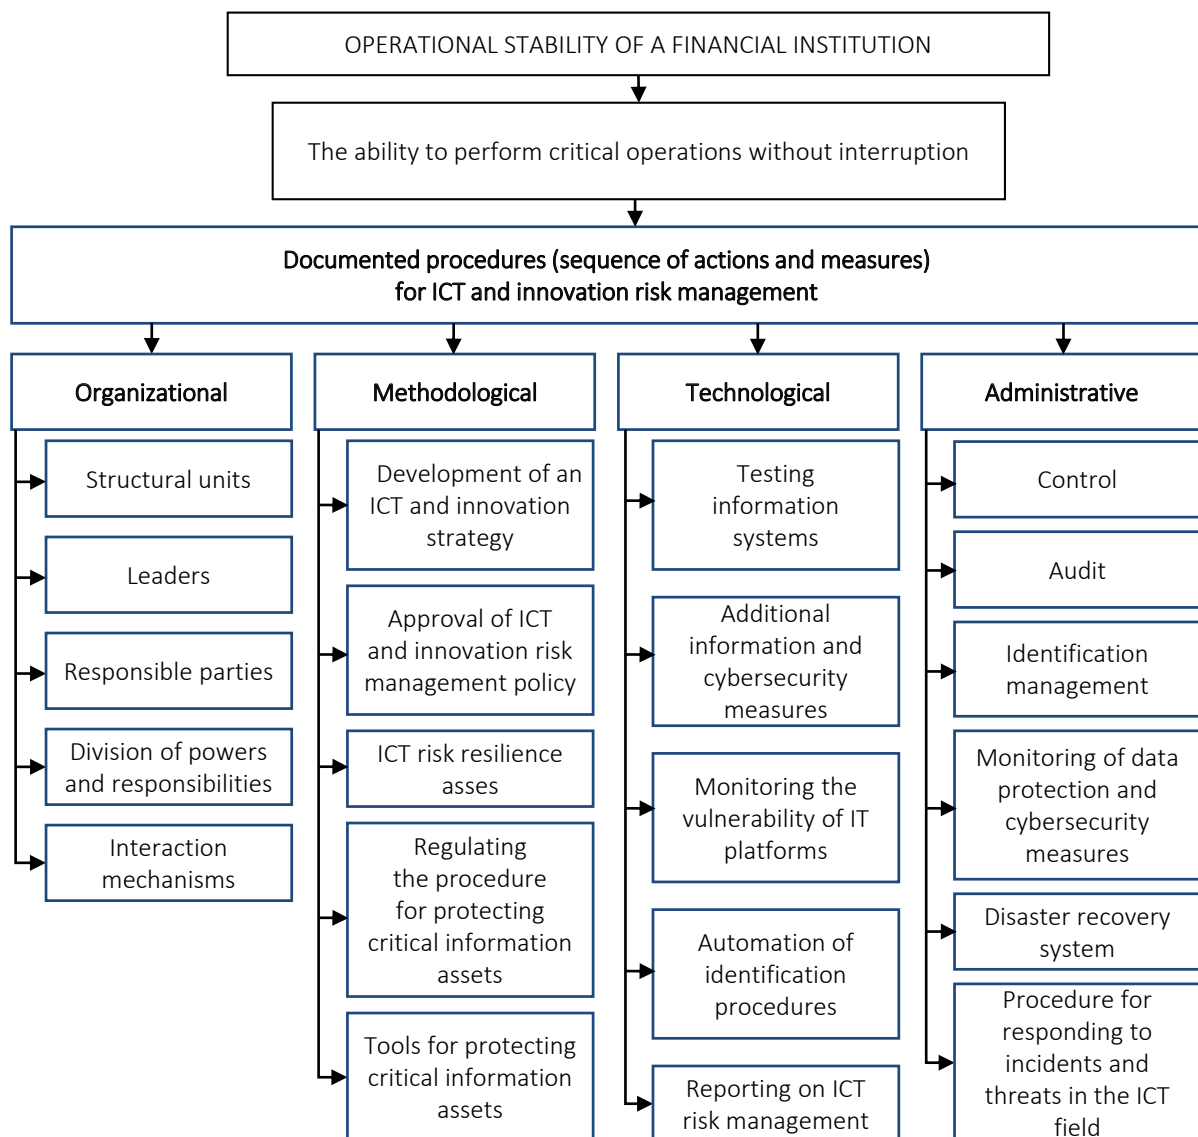 OPERATIONAL STABILITY OF A FINANCIAL INSTITUTION
The ability to perform critical operations without interruption
Documented procedures (sequence of actions and measures)
for ICT and innovation risk management
Organizational
Structural units
Leaders
Responsible parties
Division of powers
and responsibilities
Interaction
mechanisms
Methodological
Development of an
ICT and innovation
strategy
Approval of ICT
and innovation risk
management policy
ICT risk resilience
asses
Regulating
the procedure
for protecting
critical information
assets
Tools for protecting
critical information
assets
Technological
Testing
information
systems
Additional
information and
cybersecurity
measures
Monitoring the
vulnerability of IT
platforms
Automation of
identification
procedures
Reporting on ICT
risk management
Administrative
Control
Audit
Identification
management
Monitoring of data
protection and
cybersecurity
measures
Disaster recovery
system
Procedure for
responding to
incidents and
threats in the ICT
field